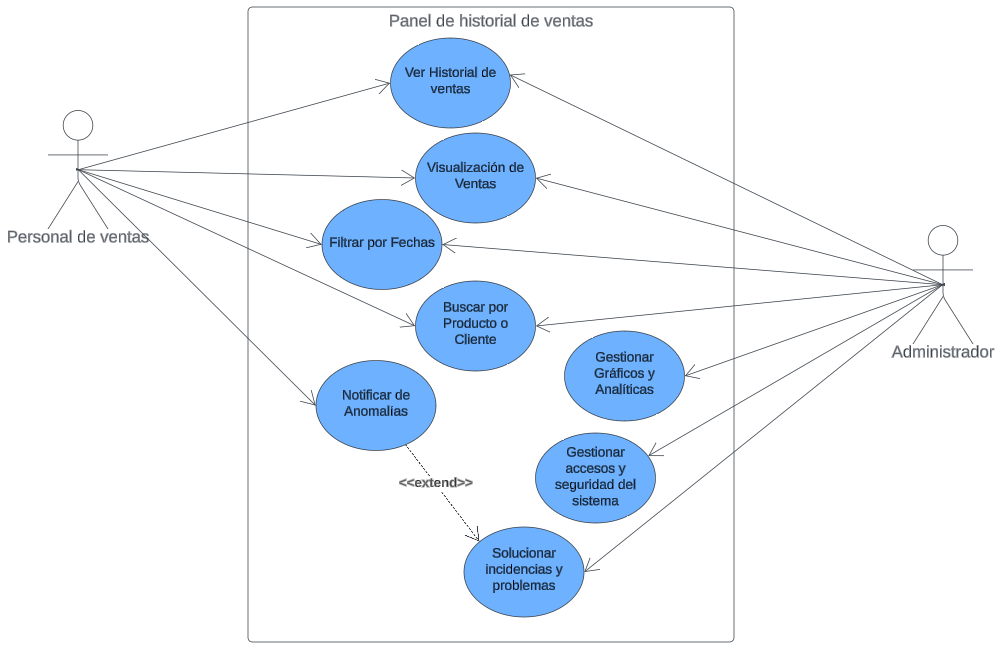 Panel de historial de ventas
Ver Historial de
ventas
Visualización de
Ventas
Personal de ventas
Filtrar por Fechas
Buscar por
Producto o
Cliente
Administrador
Gestionar
Gráficos y
Analíticas
Notificar de
Anomalías
Gestionar
accesos y
seguridad del
sistema
<<extend>>
Solucionar
incidencias y
problemas